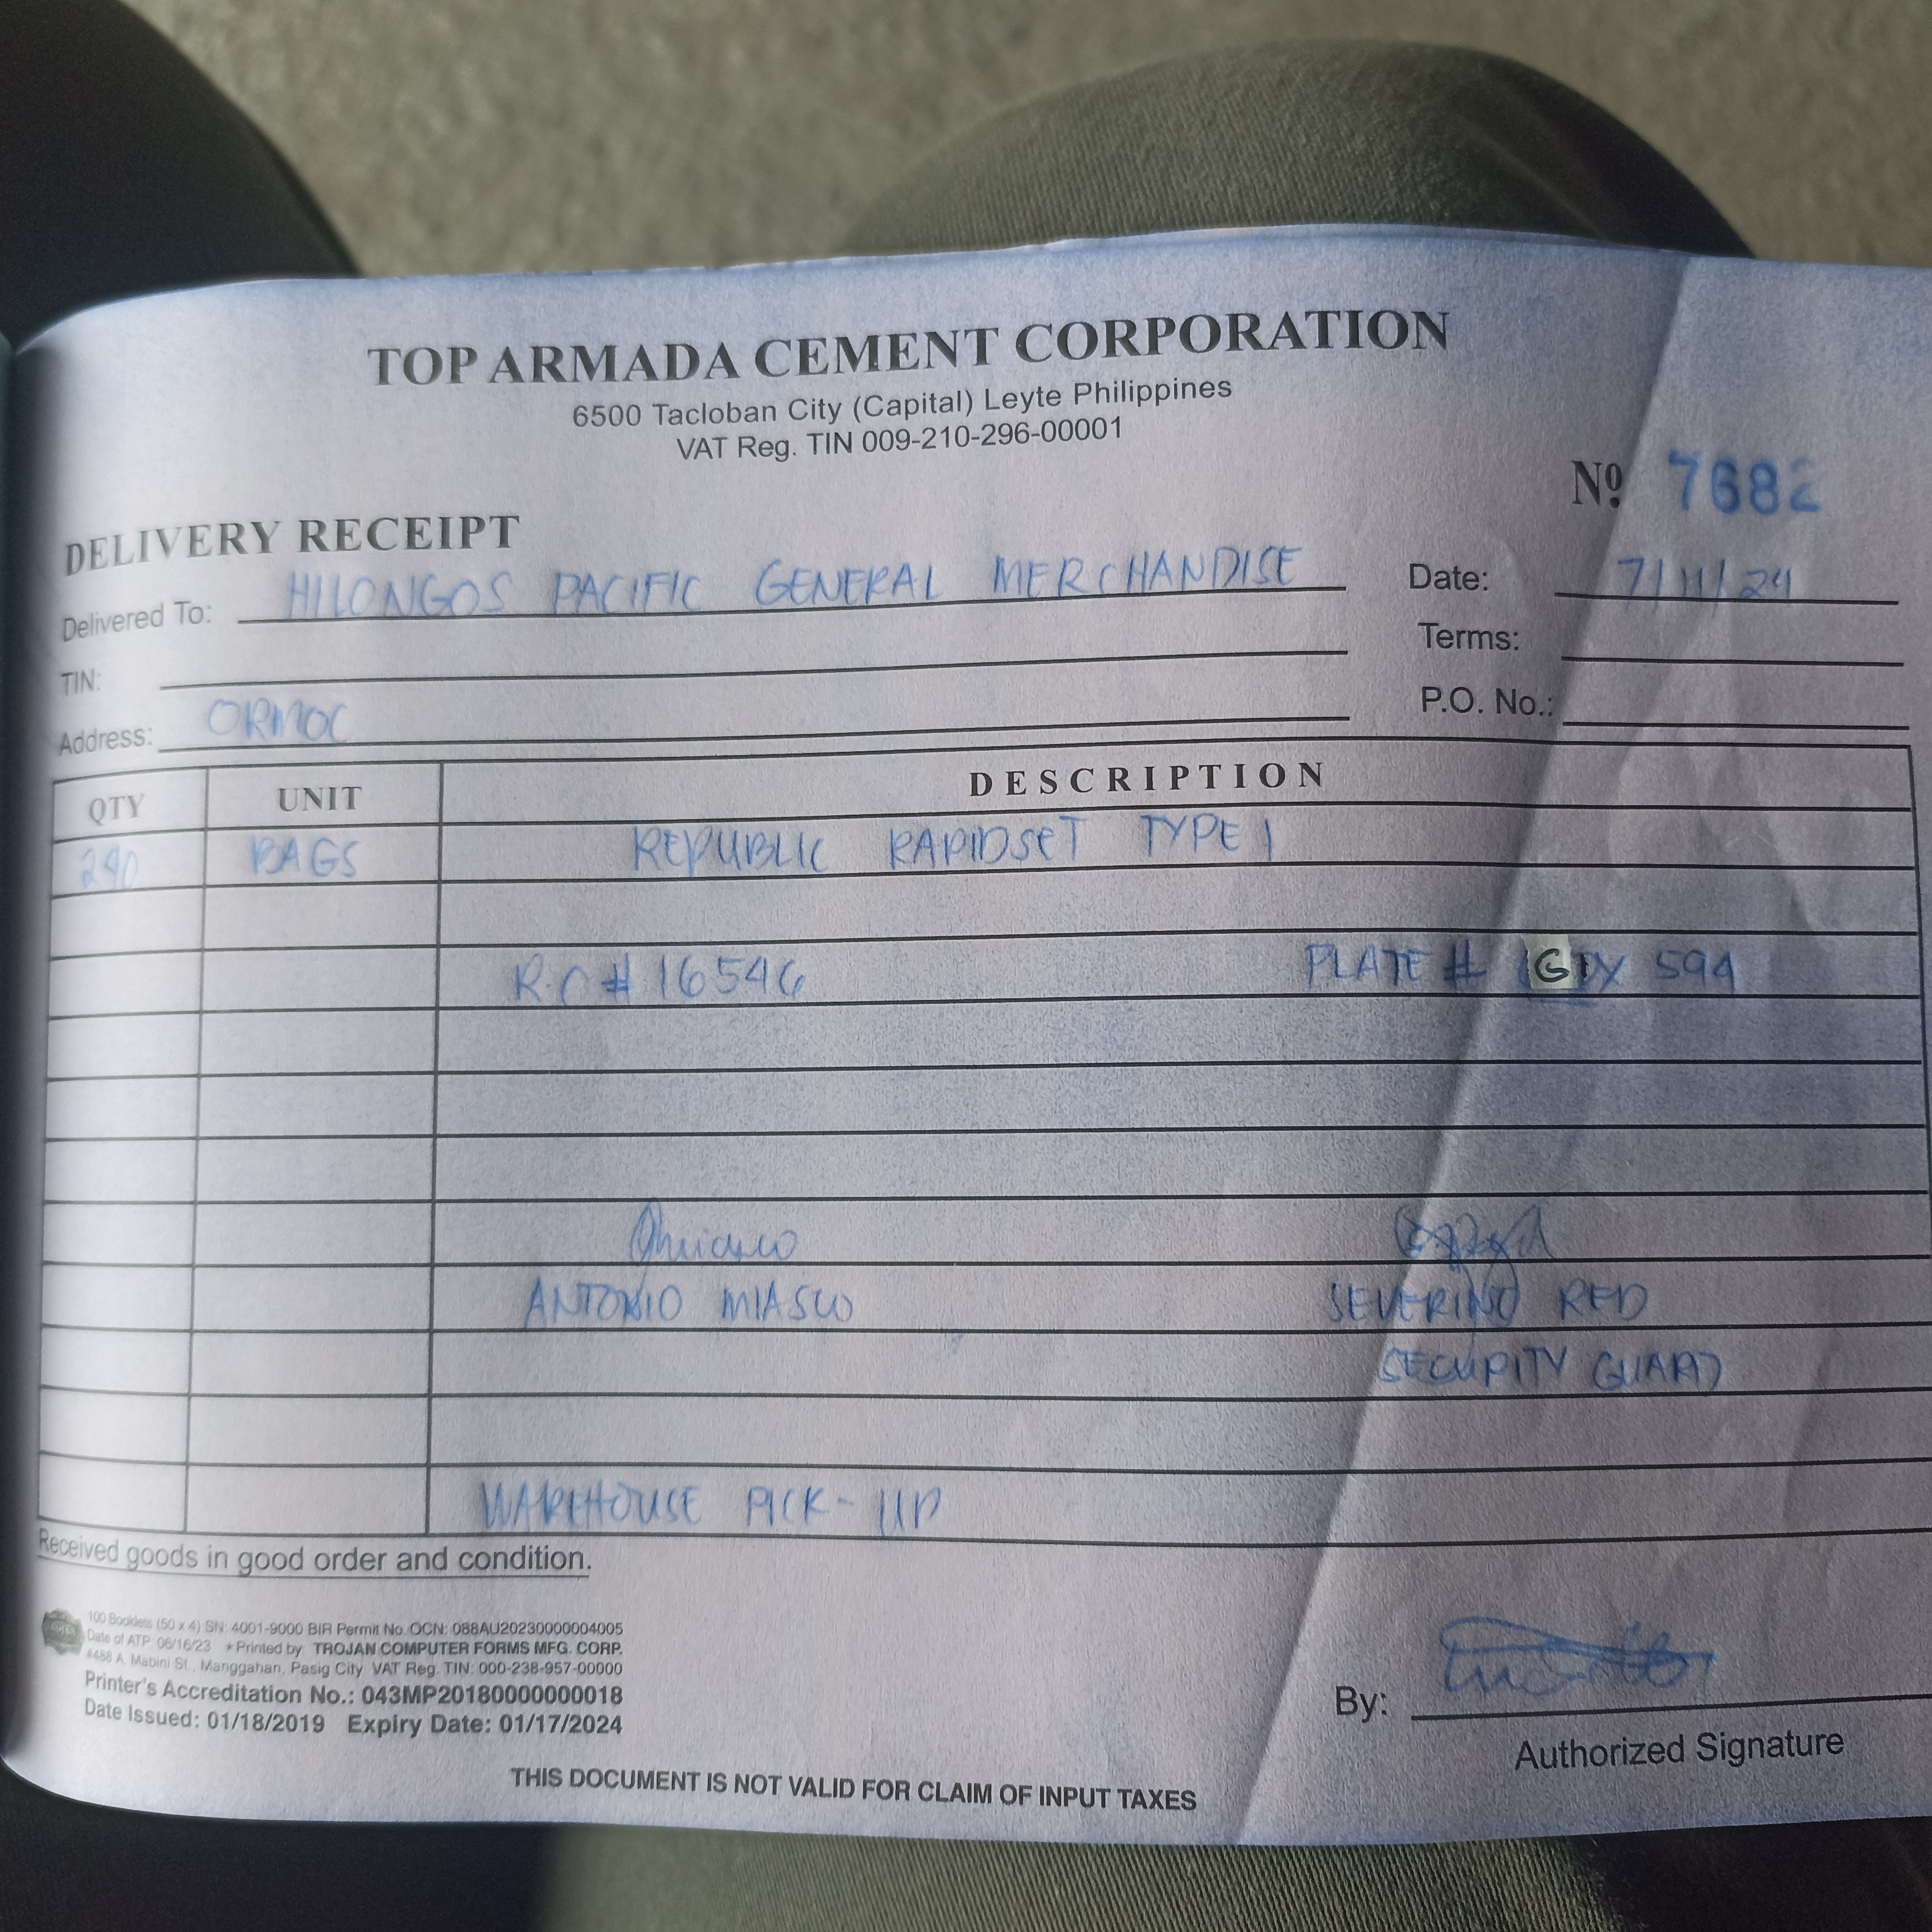 TOP ARMADA CEMENT CORPORATION
6500 Tacloban City (Capital) Leyte Philippines
VAT Reg. TIN 009-210-296-00001
Nº 7682
DELIVERY RECEIPT
Delivered To: HILONGOS PACIFIC GENERAL MERCHANDISE Date: 7/11/24
TIN: Terms:
Address: ORMOC P.O. No.:
QTY UNIT DESCRIPTION
240 BAGS REPUBLIC RAPIDSET TYPE 1
R.C # 16546 PLATE # 594
ANTONIO MIASCO SEVERINO RED
SECURITY GUARD
WAREHOUSE PICK-UP
Received goods in good order and condition.
100 Booklets (50 x 4) SN: 4001-9000 BIR Permit No. OCN: 088AU20230000004005
Date of ATP: 06/16/23 *Printed by TROJAN COMPUTER FORMS MFG. CORP.
#488 A. Mabini St., Manggahan, Pasig City VAT Reg. TIN: 000-238-957-00000
Printer's Accreditation No.: 043MP20180000000018
Date Issued: 01/18/2019 Expiry Date: 01/17/2024
By:
Authorized Signature
THIS DOCUMENT IS NOT VALID FOR CLAIM OF INPUT TAXES